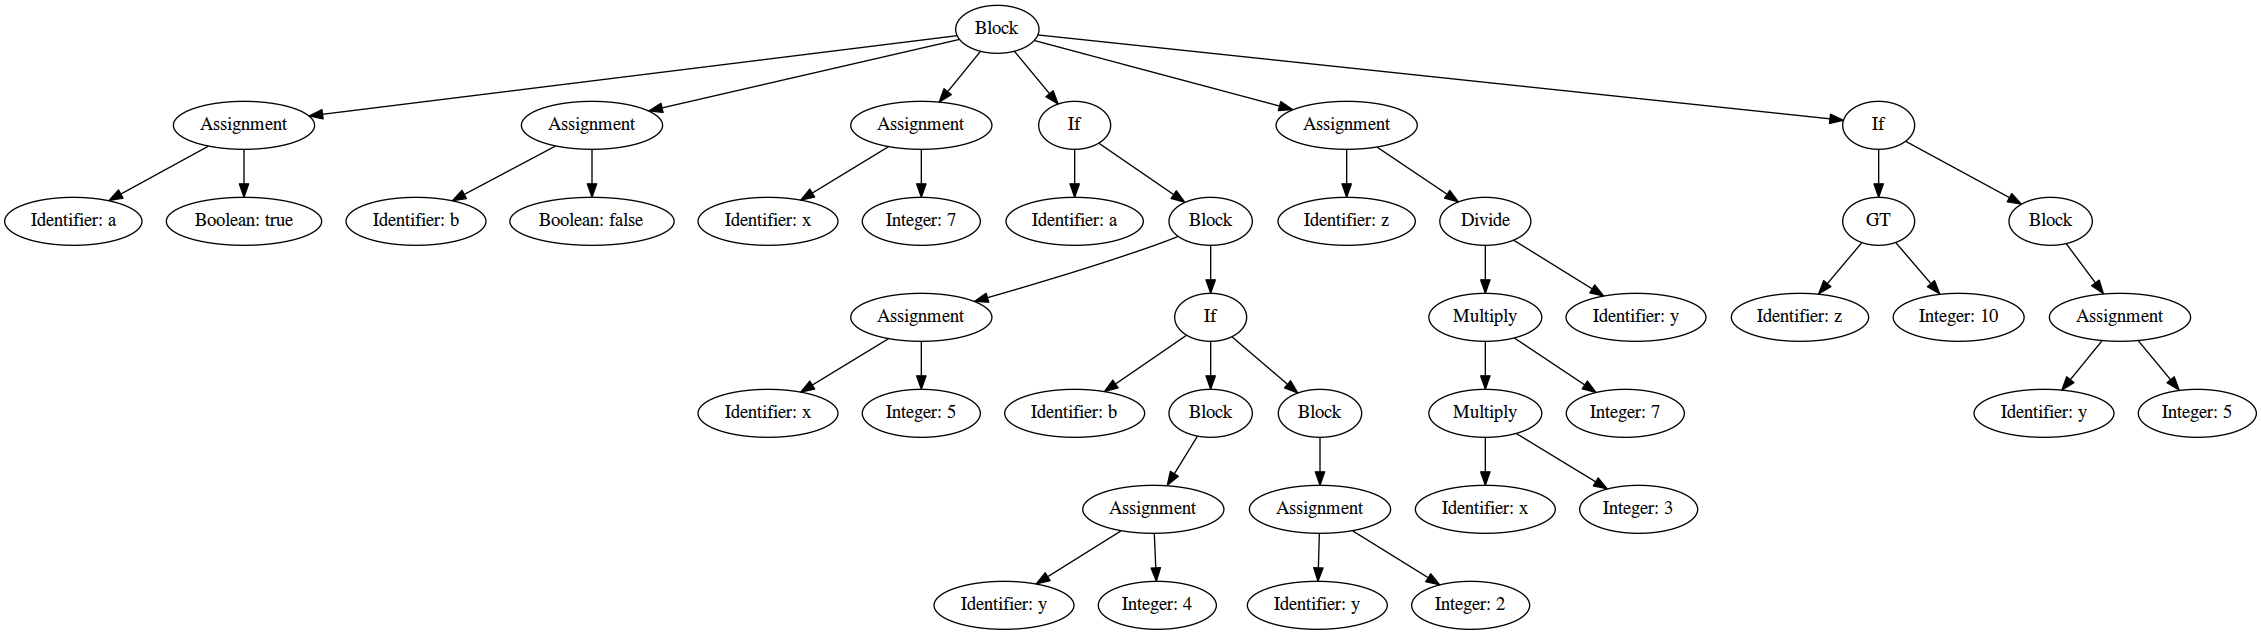 Block
Assignment
Assignment
Assignment
If
Assignment
If
Identifier: a
Boolean: true
Identifier: b
Boolean: false
Identifier: x
Integer: 7
Identifier: a
Block
Identifier: z
Divide
GT
Block
Assignment
If
Multiply
Identifier: y
Identifier: z
Integer: 10
Assignment
Identifier: x
Integer: 5
Identifier: b
Block
Block
Multiply
Integer: 7
Identifier: y
Integer: 5
Assignment
Assignment
Identifier: x
Integer: 3
Identifier: y
Integer: 4
Identifier: y
Integer: 2